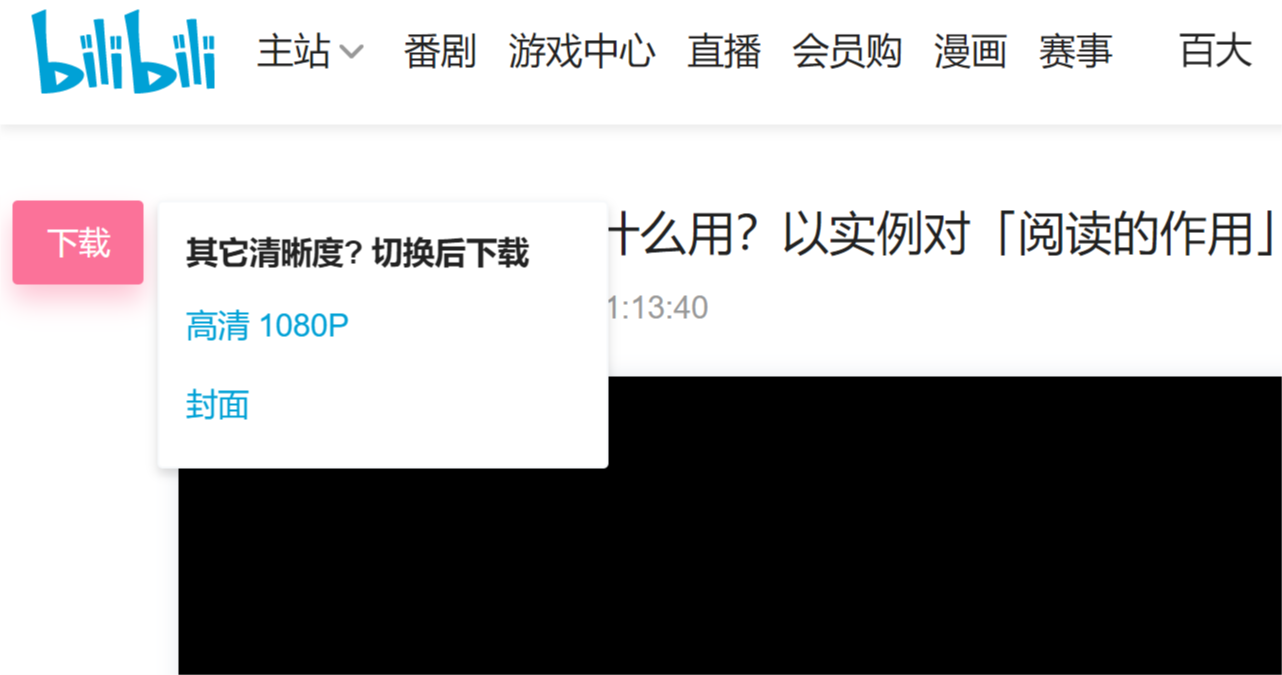 bilibili 主站 番剧 游戏中心 直播 会员购 漫画 赛事 百大
下载
其它清晰度? 切换后下载
高清 1080P
封面
什么用？以实例对「阅读的作用」
1:13:40